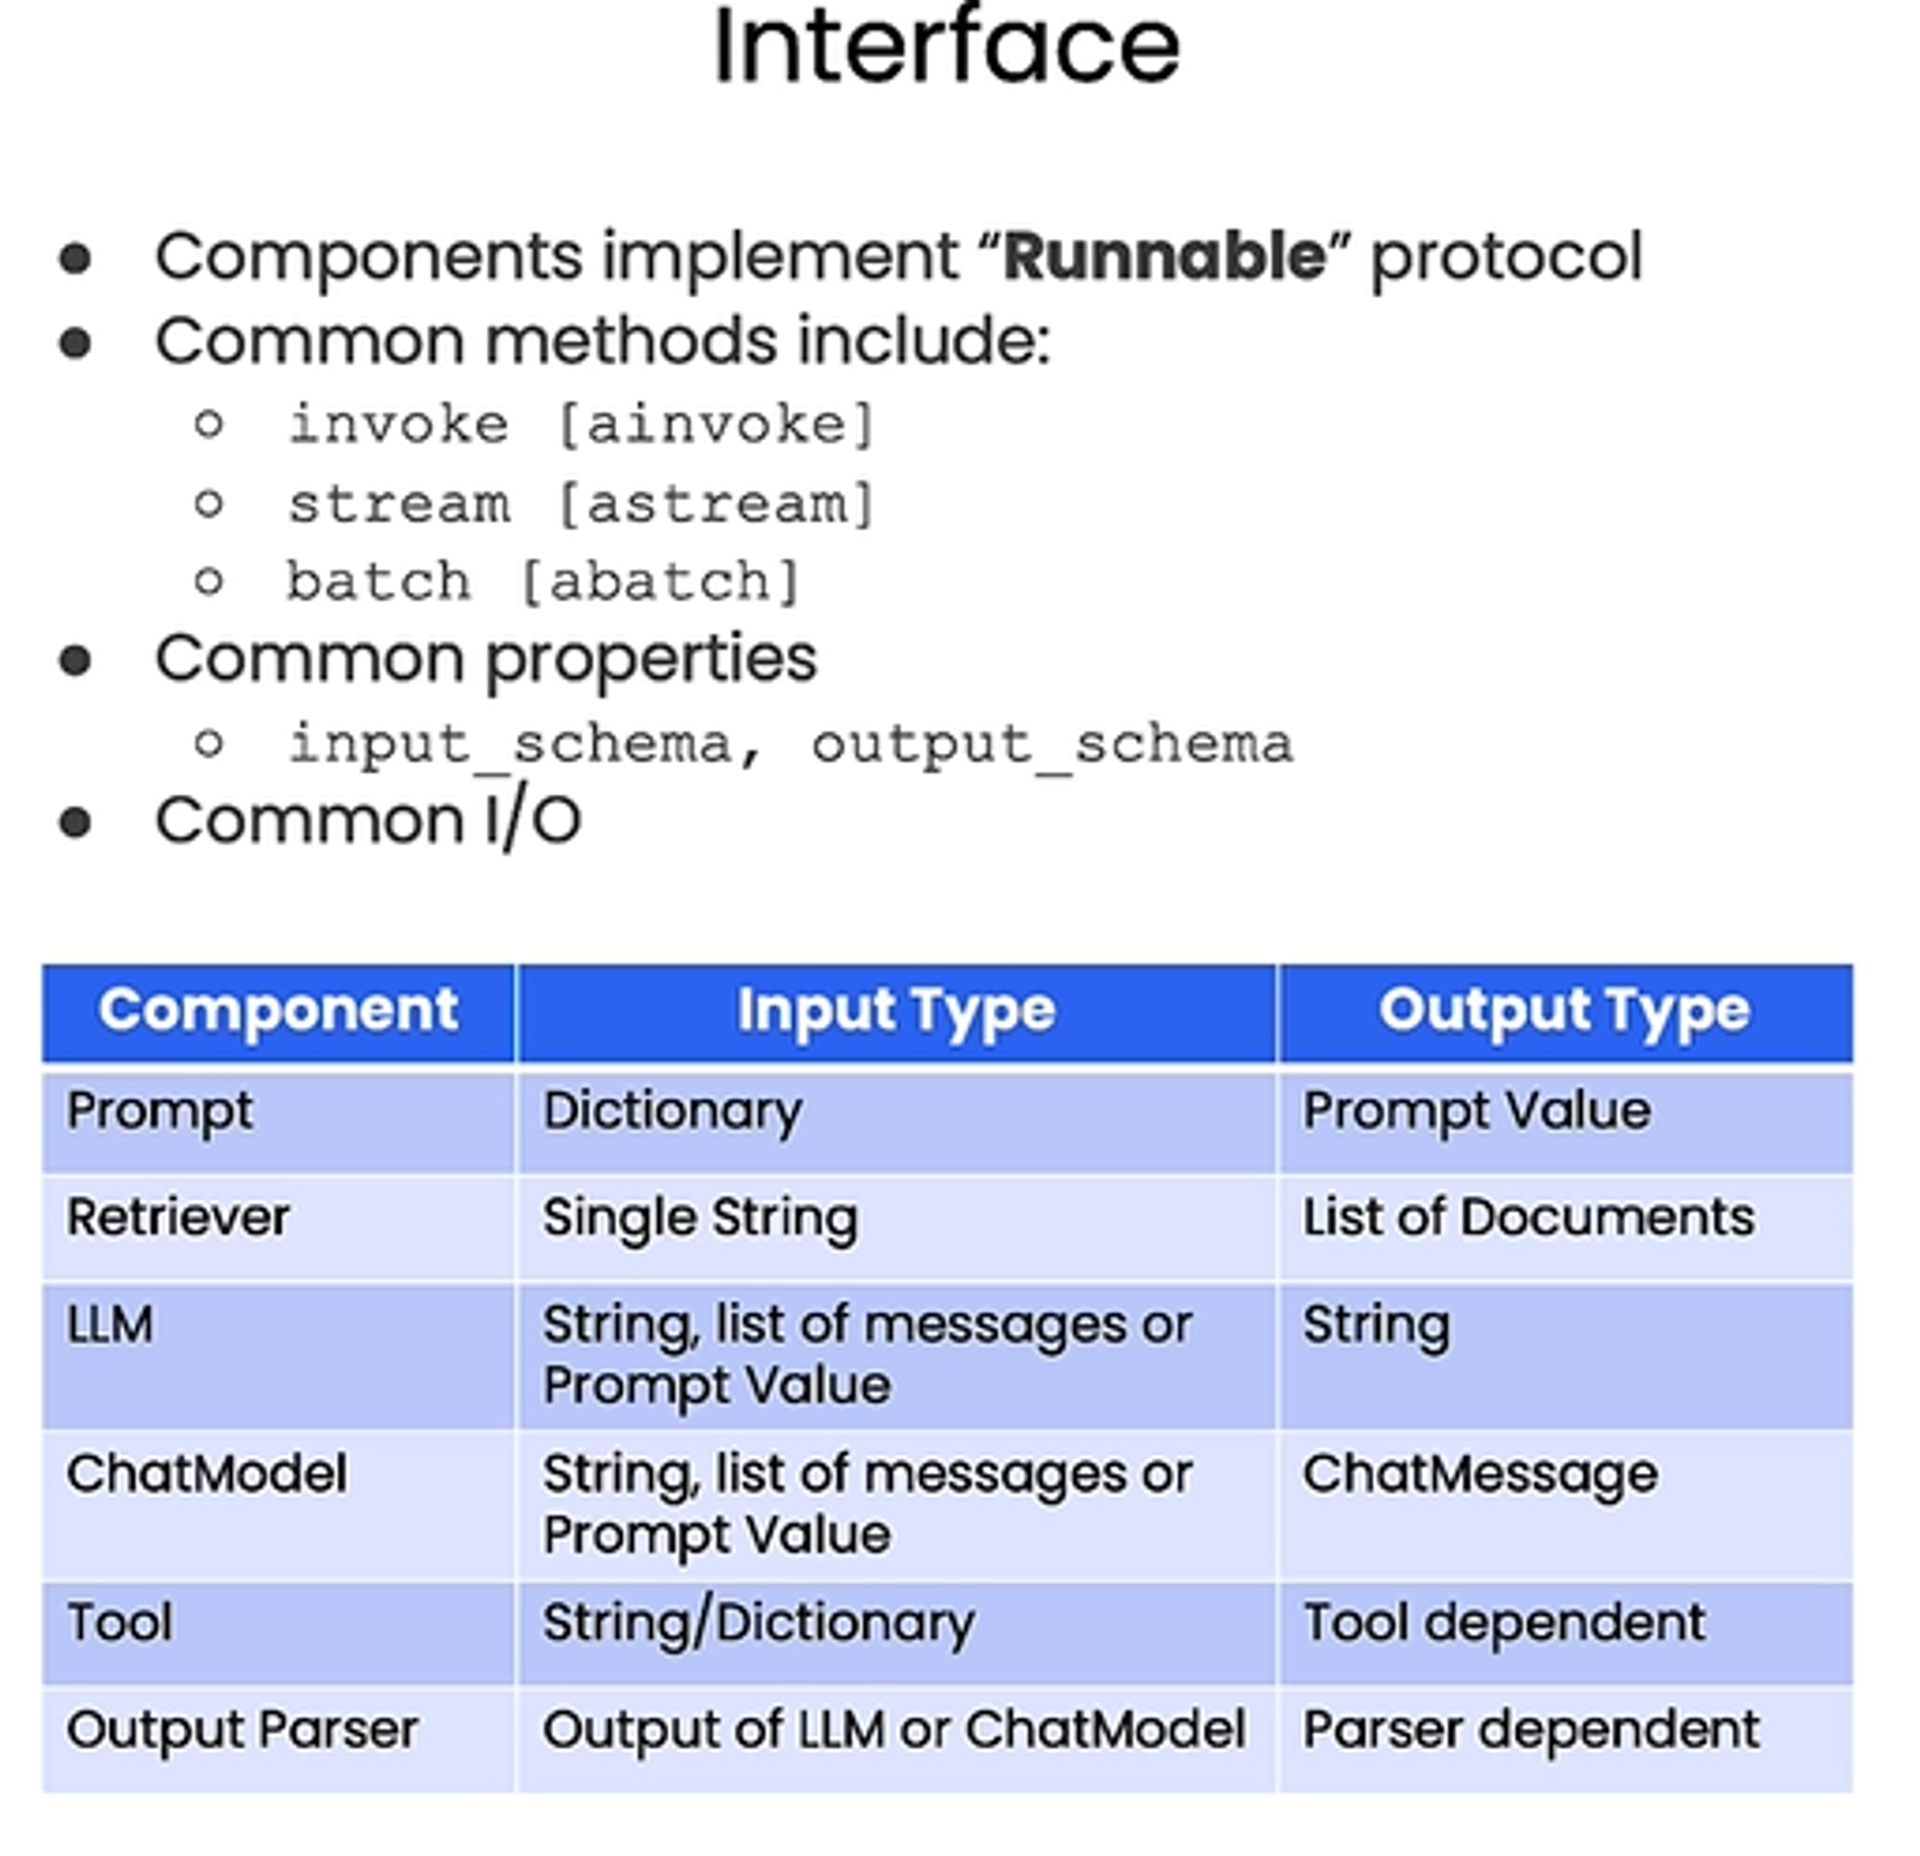 Interface
● Components implement “Runnable” protocol
● Common methods include:
○ invoke [ainvoke]
○ stream [astream]
○ batch [abatch]
● Common properties
○ input_schema, output_schema
● Common I/O
Component Input Type Output Type
Prompt Dictionary Prompt Value
Retriever Single String List of Documents
LLM String, list of messages or String
Prompt Value
ChatModel String, list of messages or ChatMessage
Prompt Value
Tool String/Dictionary Tool dependent
Output Parser Output of LLM or ChatModel Parser dependent